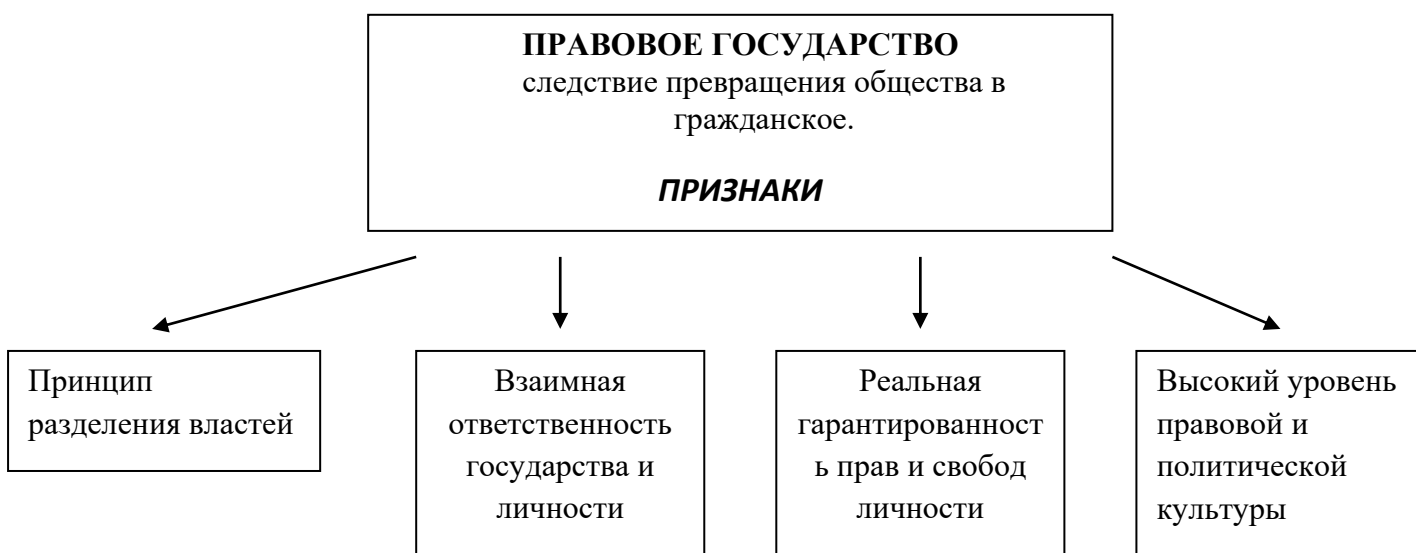 ПРАВОВОЕ ГОСУДАРСТВО
следствие превращения общества в
гражданское.
ПРИЗНАКИ
Принцип
разделения властей
Взаимная
ответственность
государства и
личности
Реальная
гарантированност
ь прав и свобод
личности
Высокий уровень
правовой и
политической
культуры